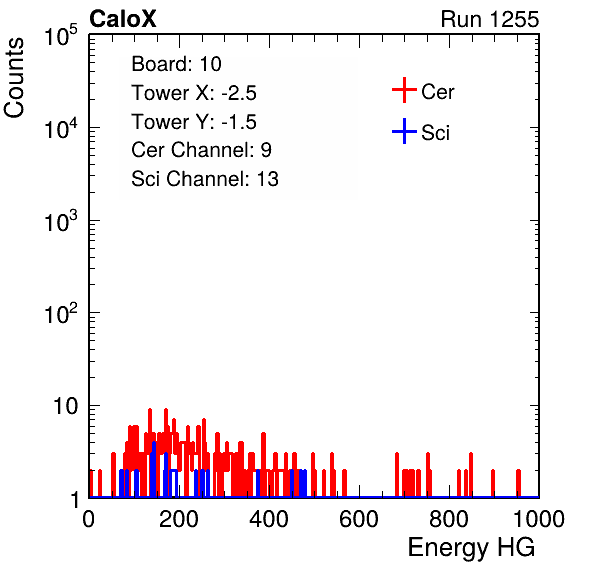 CaloX Run 1255
Counts
Board: 10
Tower X: -2.5
Tower Y: -1.5
Cer Channel: 9
Sci Channel: 13
Cer
Sci
10^5
10^4
10^3
10^2
10
1
0 200 400 600 800 1000
Energy HG